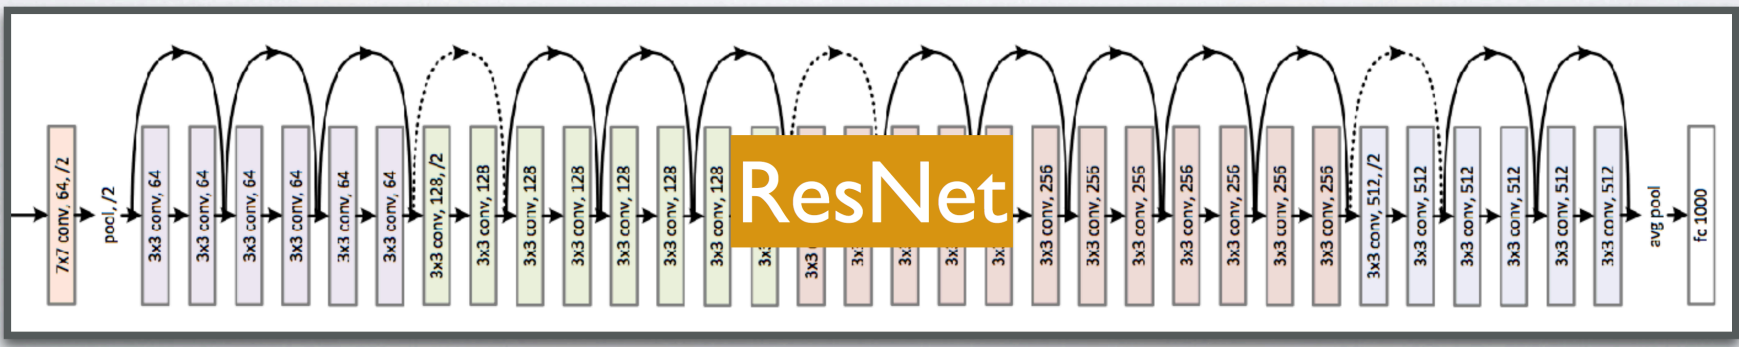 7x7 conv, 64, /2
pool, /2
3x3 conv, 64
3x3 conv, 64
3x3 conv, 64
3x3 conv, 64
3x3 conv, 64
3x3 conv, 64
3x3 conv, 128, /2
3x3 conv, 128
3x3 conv, 128
3x3 conv, 128
3x3 conv, 128
3x3 conv, 128
3x3 conv, 128
ResNet
3x3 conv, 256
3x3 conv, 256
3x3 conv, 256
3x3 conv, 256
3x3 conv, 256
3x3 conv, 256
3x3 conv, 256
3x3 conv, 512, /2
3x3 conv, 512
3x3 conv, 512
3x3 conv, 512
3x3 conv, 512
3x3 conv, 512
avg pool
fc 1000